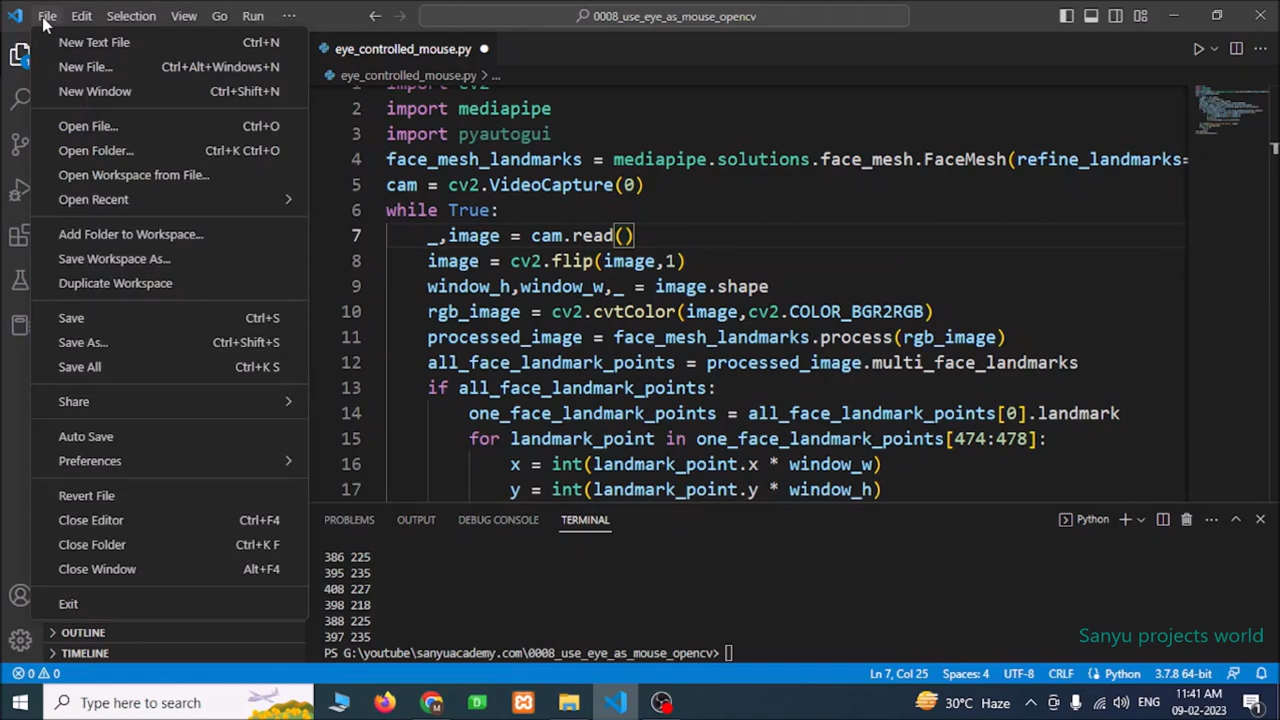 File Edit Selection View Go Run ···
0008_use_eye_as_mouse_opencv
New Text File Ctrl+N
New File... Ctrl+Alt+Windows+N
New Window Ctrl+Shift+N
Open File... Ctrl+O
Open Folder... Ctrl+K Ctrl+O
Open Workspace from File...
Open Recent
Add Folder to Workspace...
Save Workspace As...
Duplicate Workspace
Save Ctrl+S
Save As... Ctrl+Shift+S
Save All Ctrl+K S
Share
Auto Save
Preferences
Revert File
Close Editor Ctrl+F4
Close Folder Ctrl+K F
Close Window Alt+F4
Exit
OUTLINE
TIMELINE
eye_controlled_mouse.py
eye_controlled_mouse.py > ...
1 import cv2
2 import mediapipe
3 import pyautogui
4 face_mesh_landmarks = mediapipe.solutions.face_mesh.FaceMesh(refine_landmarks=
5 cam = cv2.VideoCapture(0)
6 while True:
7 _,image = cam.read()
8 image = cv2.flip(image,1)
9 window_h,window_w,_ = image.shape
10 rgb_image = cv2.cvtColor(image,cv2.COLOR_BGR2RGB)
11 processed_image = face_mesh_landmarks.process(rgb_image)
12 all_face_landmark_points = processed_image.multi_face_landmarks
13 if all_face_landmark_points:
14 one_face_landmark_points = all_face_landmark_points[0].landmark
15 for landmark_point in one_face_landmark_points[474:478]:
16 x = int(landmark_point.x * window_w)
17 y = int(landmark_point.y * window_h)
PROBLEMS OUTPUT DEBUG CONSOLE TERMINAL Python
386 225
395 235
408 227
398 218
388 225
397 235
PS G:\youtube\sanyuacademy.com\0008_use_eye_as_mouse_opencv>
Sanyu projects world
0 0 Ln 7, Col 25 Spaces: 4 UTF-8 CRLF Python 3.7.8 64-bit
Type here to search
30°C Haze ENG 11:41 AM
09-02-2023
1